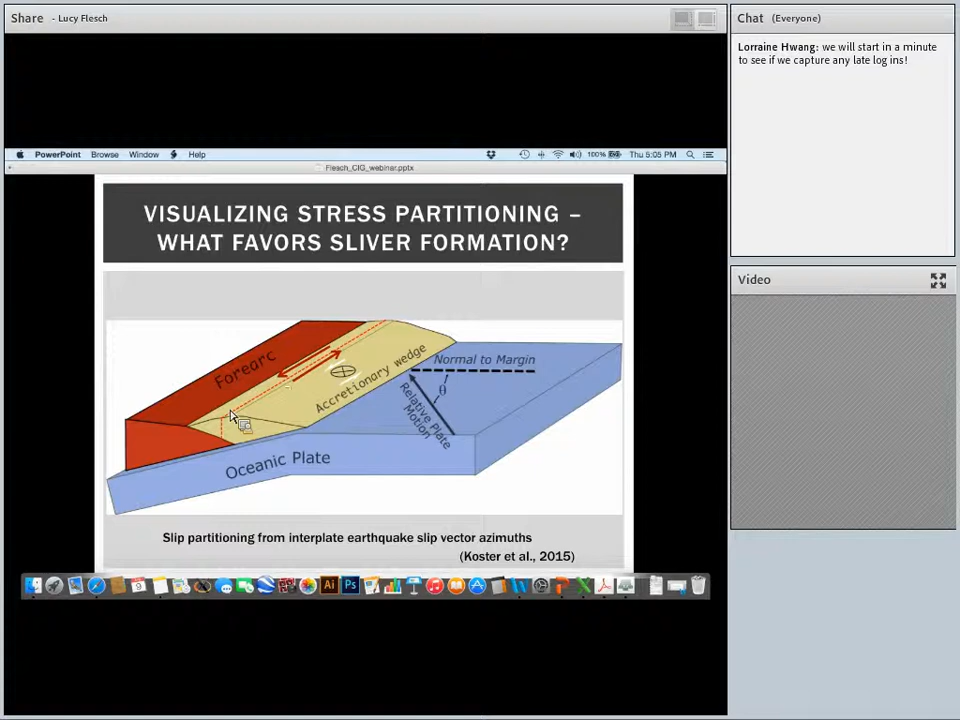 Share - Lucy Flesch
Chat (Everyone)
Lorraine Hwang: we will start in a minute
to see if we capture any late log ins!
PowerPoint Browse Window Help
100% Thu 5:05 PM
Flesch_CIG_webinar.pptx
VISUALIZING STRESS PARTITIONING –
WHAT FAVORS SLIVER FORMATION?
Forearc
Accretionary wedge
Normal to Margin
θ
Relative Plate
Motion
Oceanic Plate
Slip partitioning from interplate earthquake slip vector azimuths
(Koster et al., 2015)
Video
9
Ai
Ps